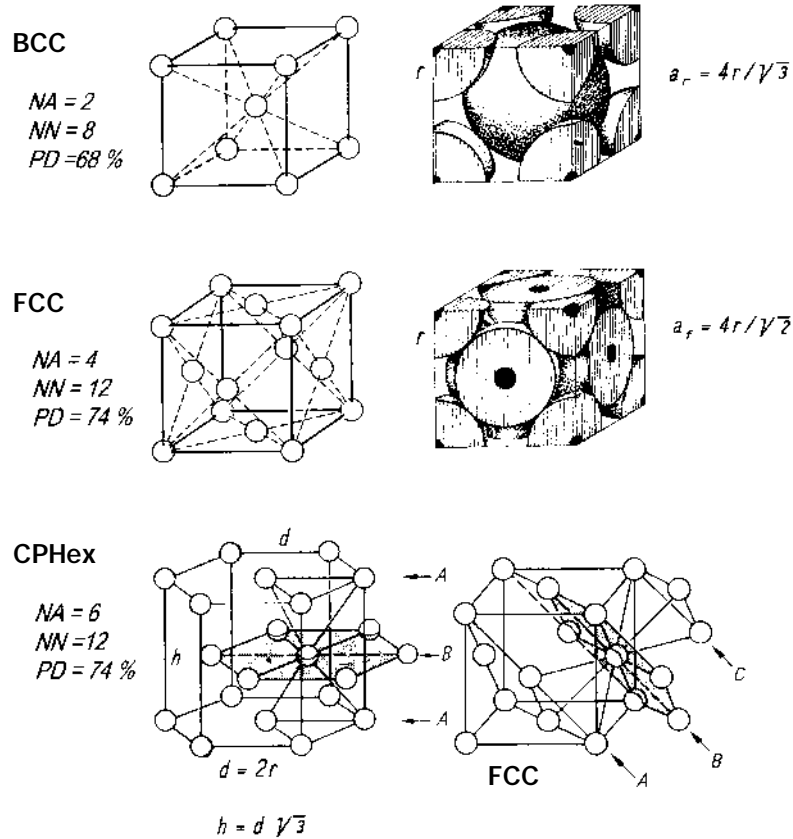 BCC
NA = 2
NN = 8
PD = 68 %
r
a_r = 4r/√3
FCC
NA = 4
NN = 12
PD = 74 %
r
a_f = 4r/√2
CPHex
NA = 6
NN = 12
PD = 74 %
d
h
A
B
A
d = 2r
h = d √3
C
B
A
FCC